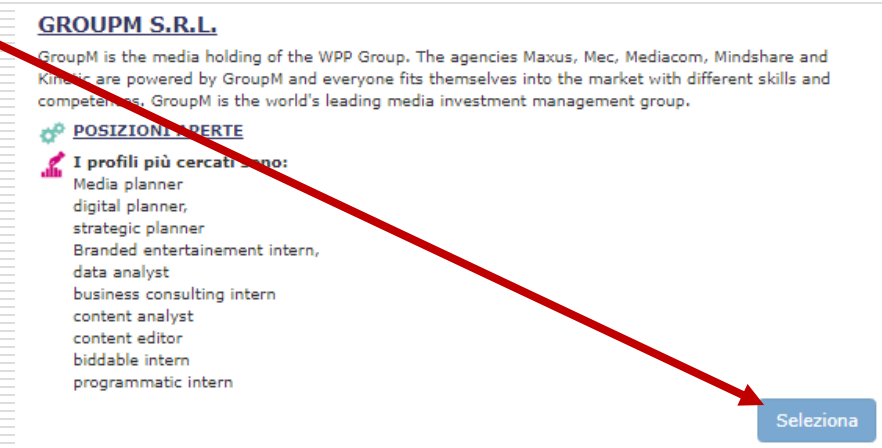 GROUPM S.R.L.
GroupM is the media holding of the WPP Group. The agencies Maxus, Mec, Mediacom, Mindshare and
Kinetic are powered by GroupM and everyone fits themselves into the market with different skills and
competences. GroupM is the world's leading media investment management group.
POSIZIONI APERTE
I profili più cercati sono:
Media planner
digital planner,
strategic planner
Branded entertainement intern,
data analyst
business consulting intern
content analyst
content editor
biddable intern
programmatic intern
Seleziona